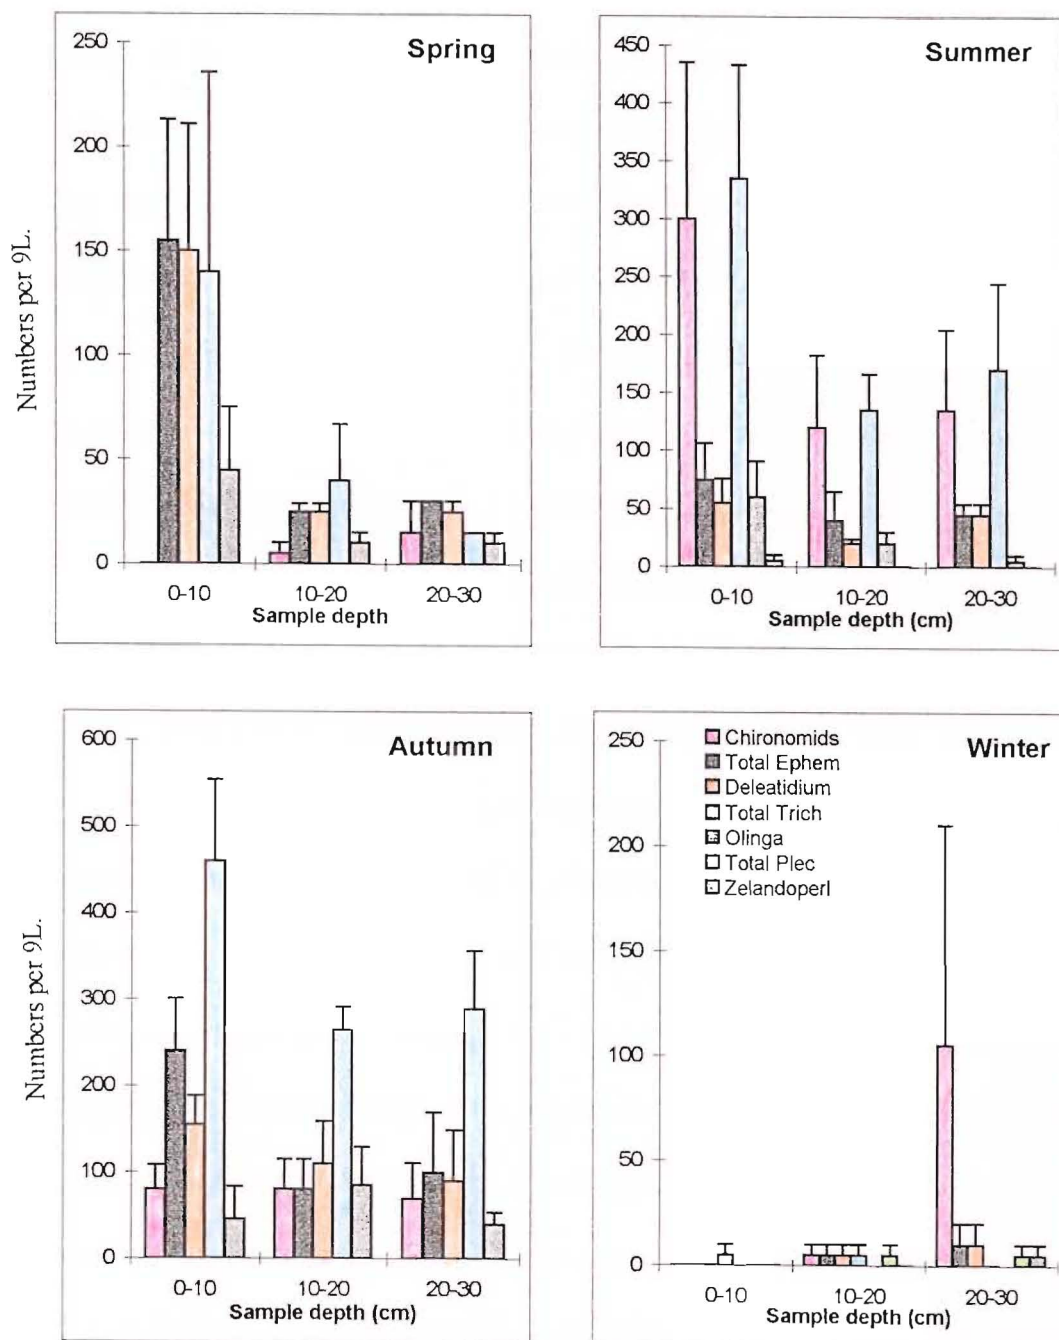 Spring
250
200
150
100
50
0
0-10 10-20 20-30
Sample depth
Numbers per 9L.
Summer
450
400
350
300
250
200
150
100
50
0
0-10 10-20 20-30
Sample depth (cm)
Autumn
600
500
400
300
200
100
0
0-10 10-20 20-30
Sample depth (cm)
Numbers per 9L.
Winter
250
200
150
100
50
0
Chironomids
Total Ephem
Deleatidium
Total Trich
Olinga
Total Plec
Zelandoperl
0-10 10-20 20-30
Sample depth (cm)